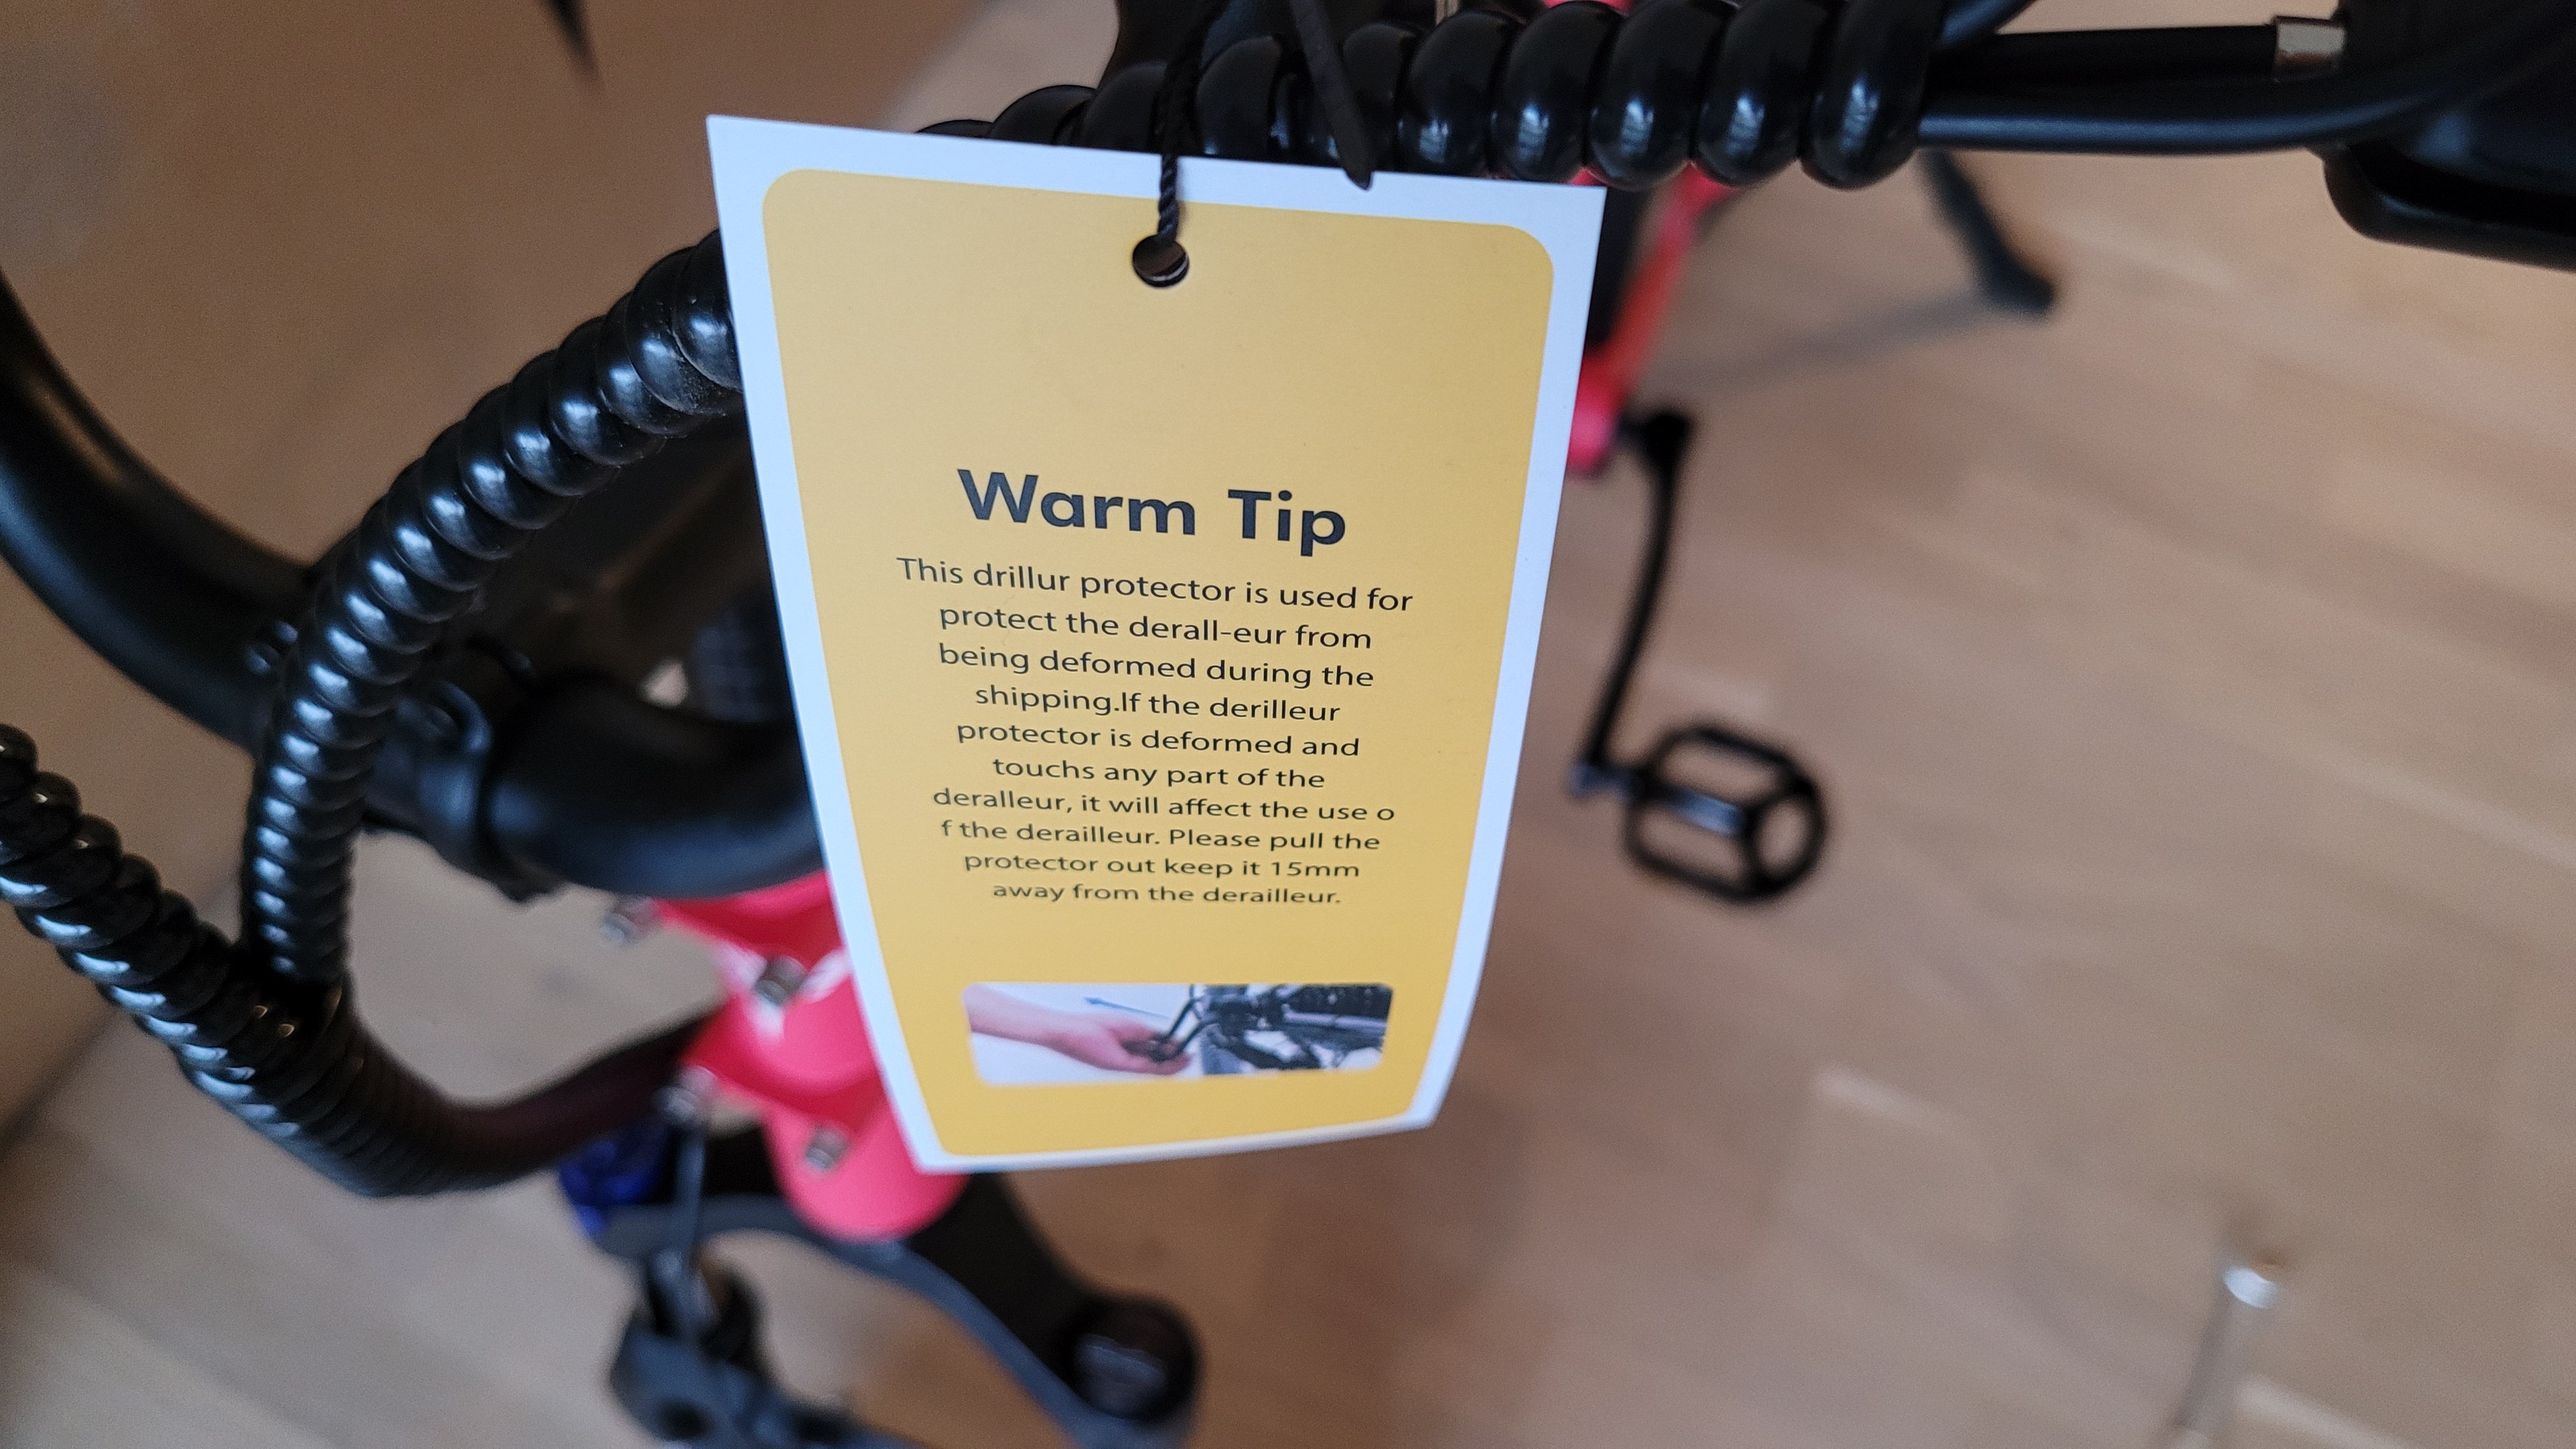 Warm Tip
This drillur protector is used for
protect the derall-eur from
being deformed during the
shipping.If the derilleur
protector is deformed and
touchs any part of the
deralleur, it will affect the use o
f the derailleur. Please pull the
protector out keep it 15mm
away from the derailleur.